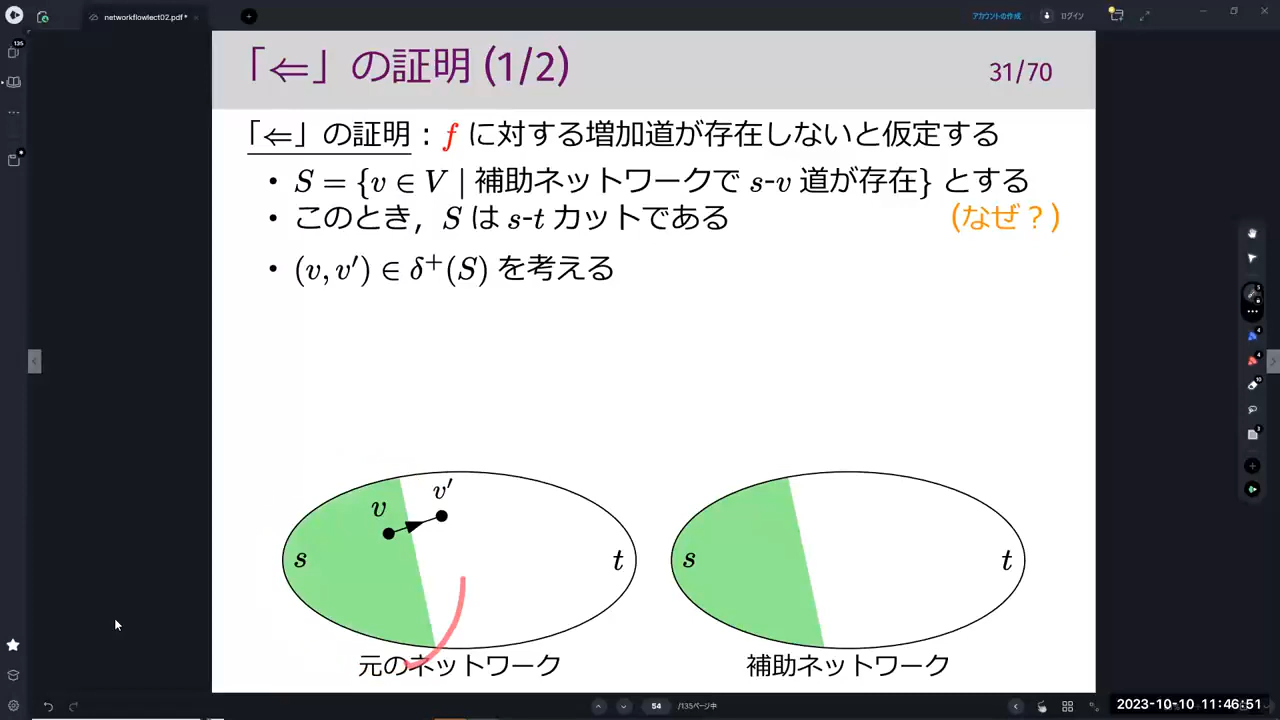 networkflowlect02.pdf*
アカウントの作成
ログイン
135
「⇐」の証明 (1/2)
31/70
「⇐」の証明：f に対する増加道が存在しないと仮定する
• S = {v ∈ V | 補助ネットワークで s-v 道が存在} とする
• このとき，S は s-t カットである (なぜ？)
• (v, v′) ∈ δ⁺(S) を考える
v v′
s t
元のネットワーク
s t
補助ネットワーク
54 /135ページ中
2023-10-10 11:46:51